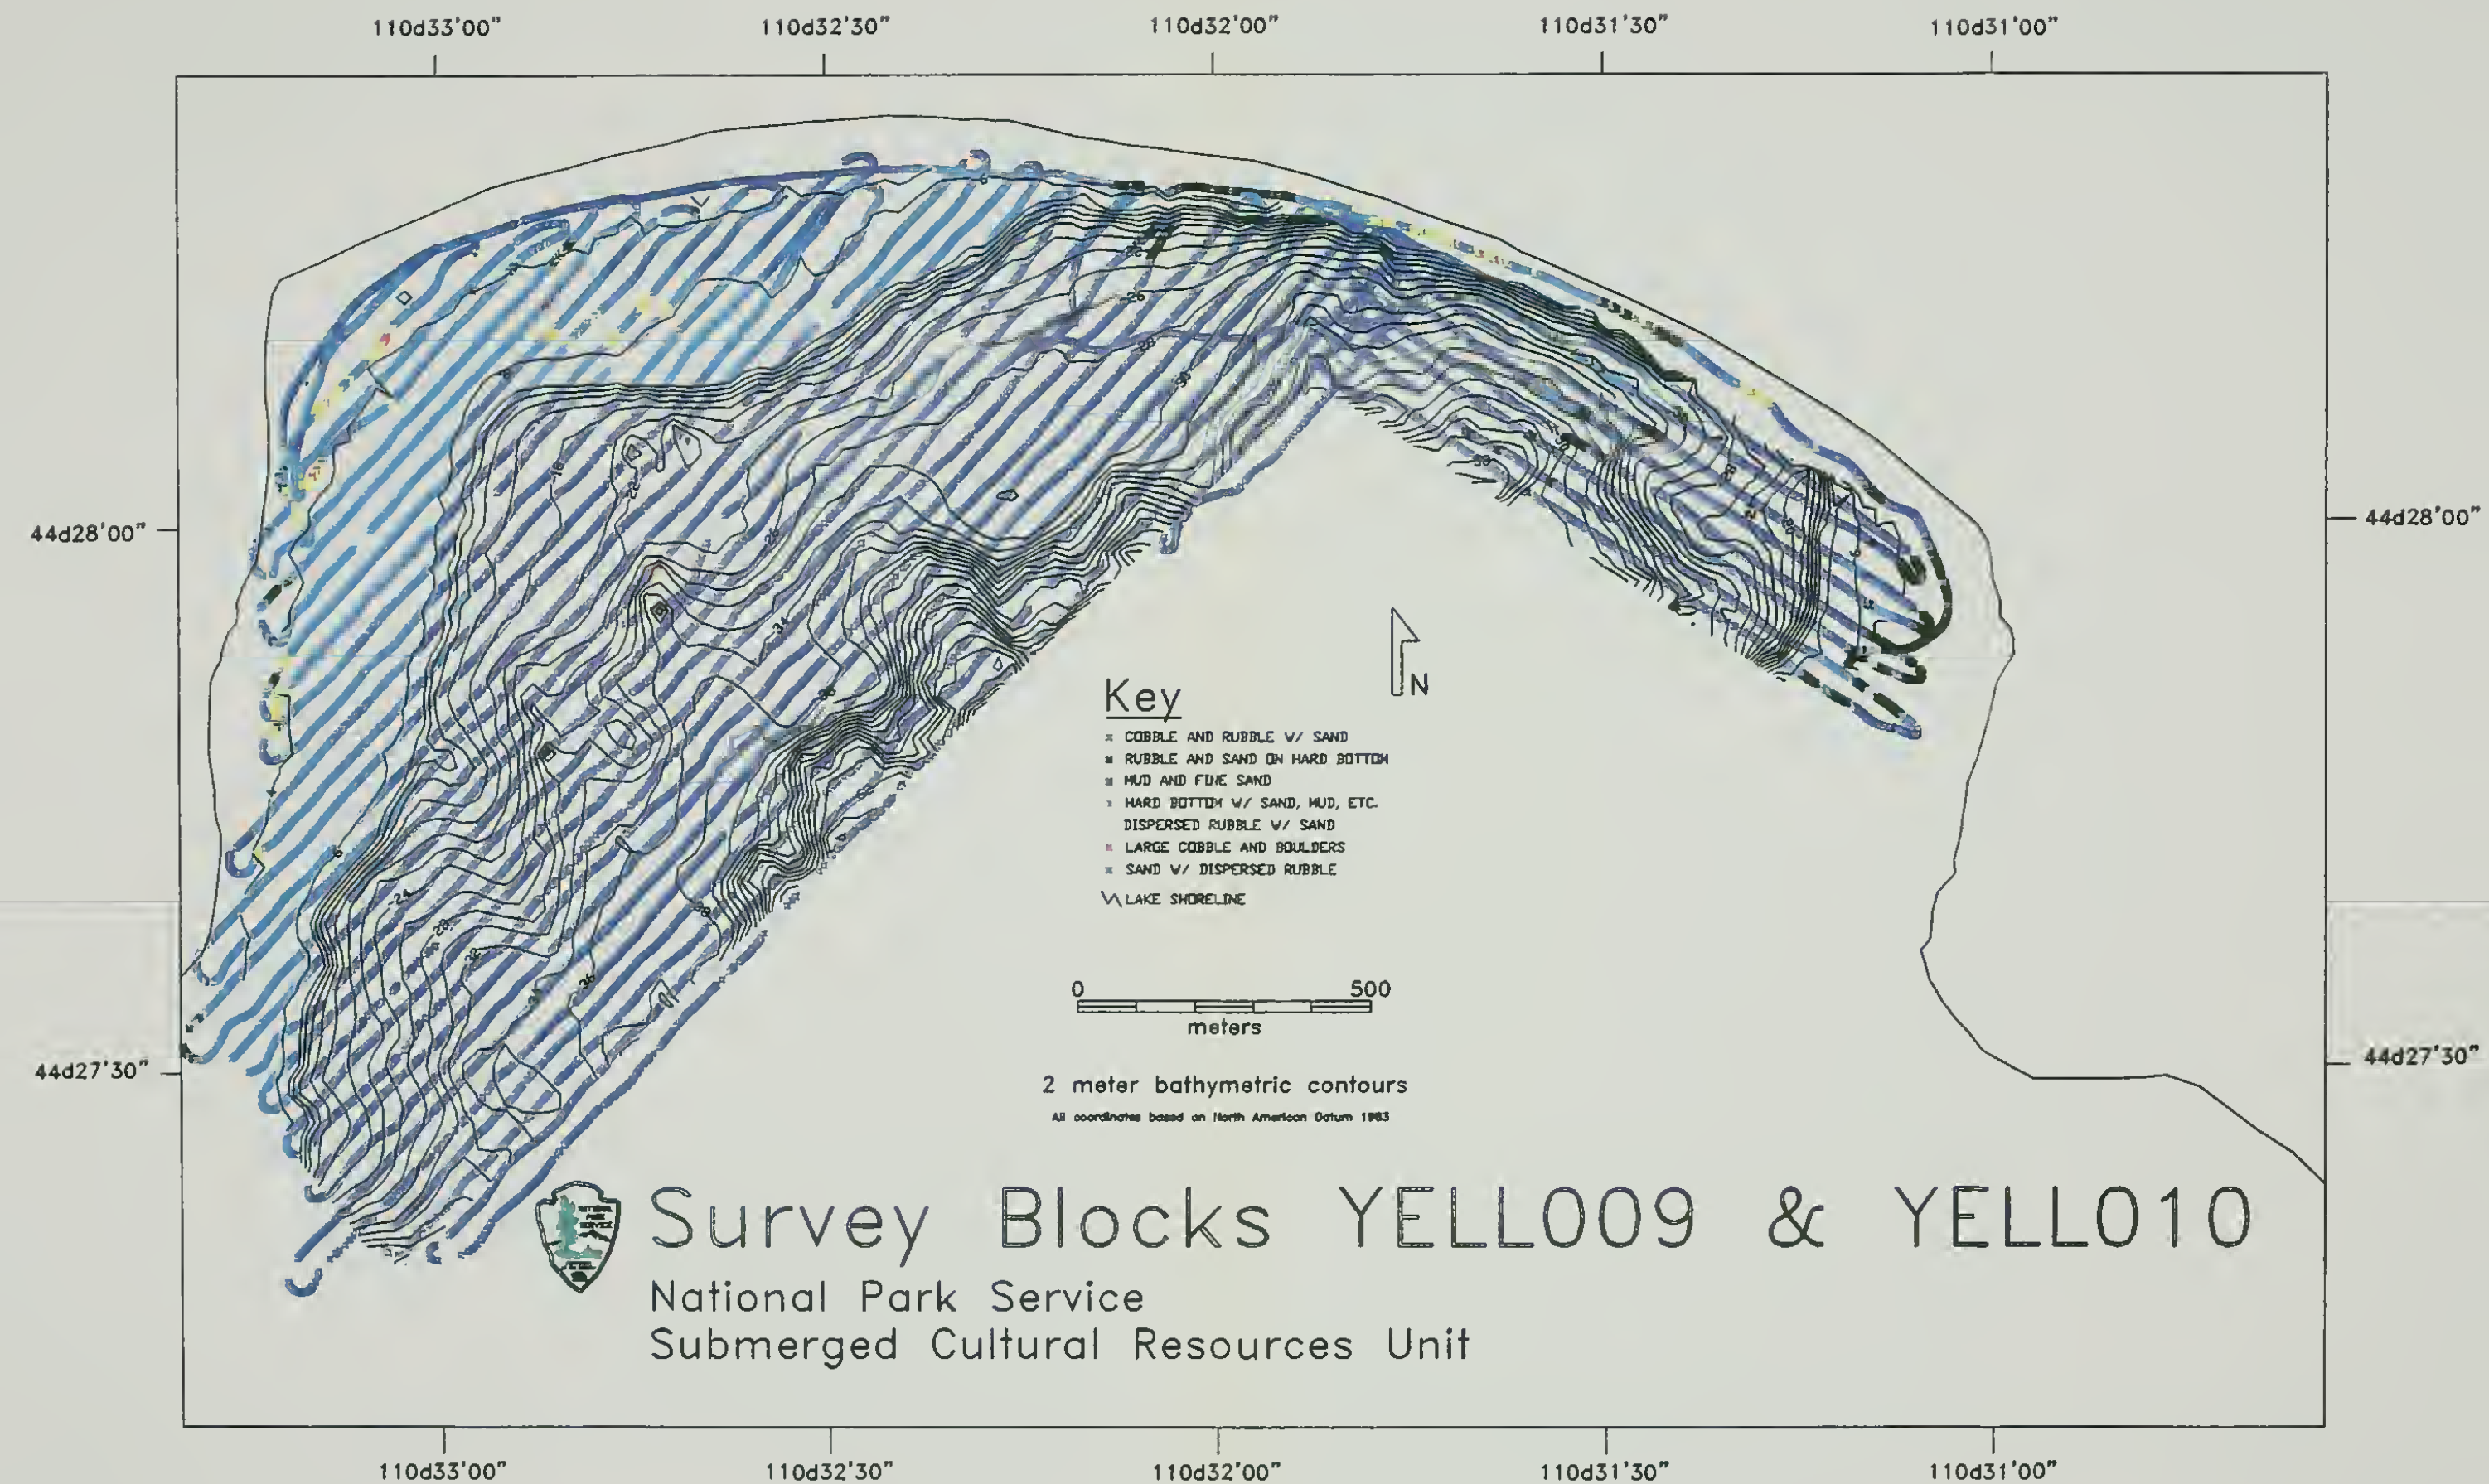 110d33'00" 110d32'30" 110d32'00" 110d31'30" 110d31'00"
44d28'00" 44d28'00"
Key
N
COBBLE AND RUBBLE W/ SAND
RUBBLE AND SAND ON HARD BOTTOM
MUD AND FINE SAND
HARD BOTTOM W/ SAND, MUD, ETC.
DISPERSED RUBBLE W/ SAND
LARGE COBBLE AND BOULDERS
SAND W/ DISPERSED RUBBLE
LAKE SHORELINE
0 500
meters
44d27'30" 44d27'30"
2 meter bathymetric contours
All coordinates based on North American Datum 1983
Survey Blocks YELL009 & YELL010
National Park Service
Submerged Cultural Resources Unit
110d33'00" 110d32'30" 110d32'00" 110d31'30" 110d31'00"